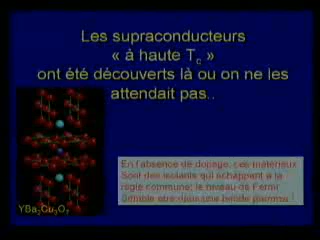 Les supraconducteurs
« à haute Tc »
ont été découverts là ou on ne les
attendait pas..
En l'absence de dopage, ces matériaux
Sont des isolants qui échappent à la
règle commune: le niveau de Fermi
Semble être dans une bande permise !
YBa2Cu3O7